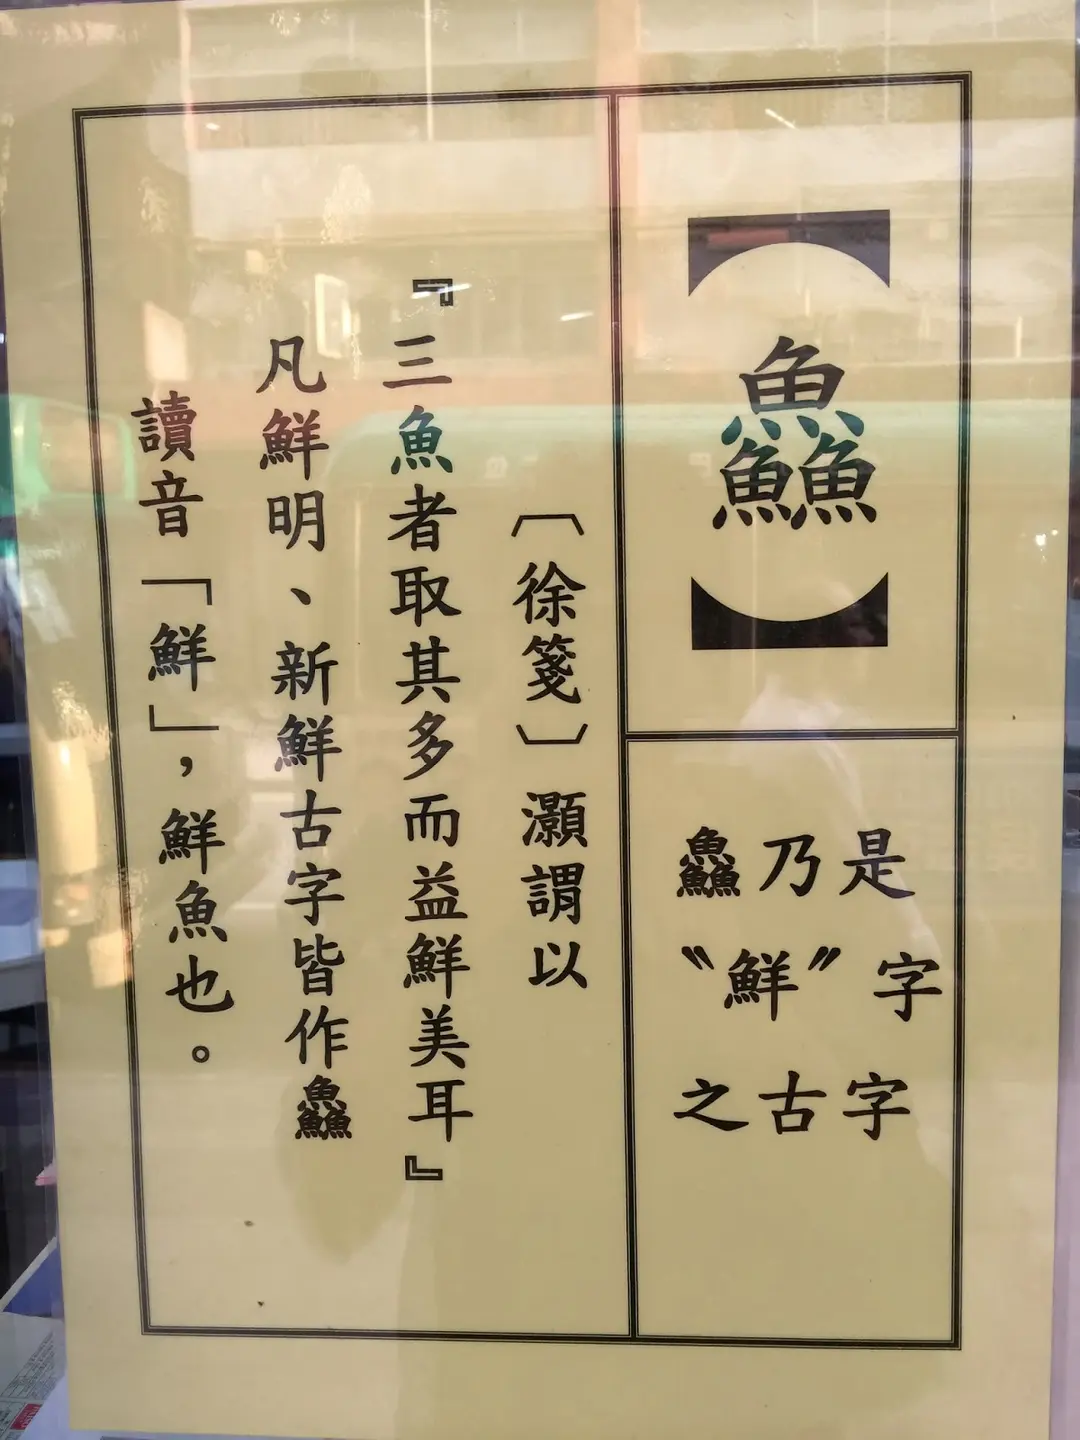 【鱻】
鱻乃是
〝鮮〞字
之古字
〔徐箋〕灝謂以
『三魚者取其多而益鮮美耳』
凡鮮明、新鮮古字皆作鱻
讀音「鮮」，鮮魚也。